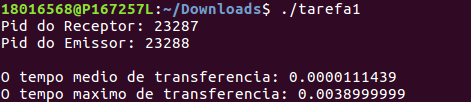 18016568@P167257L:~/Downloads$ ./tarefa1
Pid do Receptor: 23287
Pid do Emissor: 23288
O tempo medio de transferencia: 0.0000111439
O tempo maximo de transferencia: 0.0038999999